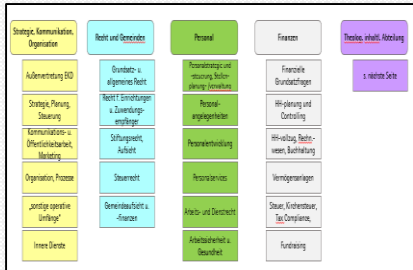 Strategie, Kommunikation,
Organisation
Außenvertretung EKD
Strategie, Planung,
Steuerung
Kommunikations- u.
Öffentlichkeitsarbeit,
Marketing
Organisation, Prozesse
„sonstige operative
Umfänge"
Innere Dienste
Recht und Gemeinden
Grundsatz- u.
allgemeines Recht
Recht f. Einrichtungen
u. Zuwendungs-
empfänger
Stiftungsrecht,
Aufsicht
Steuerrecht
Gemeindeaufsicht u.
-finanzen
Personal
Personalstrategie und
-steuerung, Stellen-
planung- /verwaltung
Personal-
angelegenheiten
Personalentwicklung
Personalservices
Arbeits- und Dienstrecht
Arbeitssicherheit u.
Gesundheit
Finanzen
Finanzielle
Grundsatzfragen
HH-planung und
Controlling
HH-vollzug, Rechn.-
wesen, Buchhaltung
Vermögensanlagen
Steuer, Kirchensteuer,
Tax Compliance,
Fundraising
Theolog. inhaltl. Abteilung
s. nächste Seite